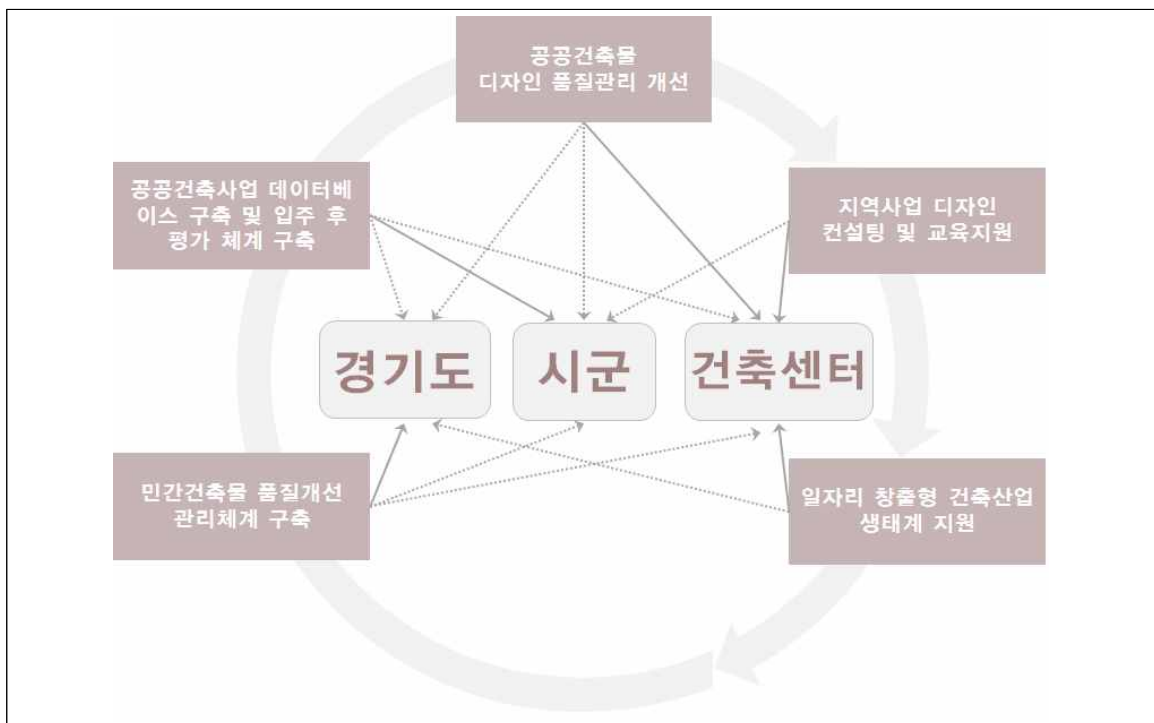 공공건축물
디자인 품질관리 개선
공공건축사업 데이터베
이스 구축 및 입주 후
평가 체계 구축
지역사업 디자인
컨설팅 및 교육지원
경기도
시군
건축센터
민간건축물 품질개선
관리체계 구축
일자리 창출형 건축산업
생태계 지원